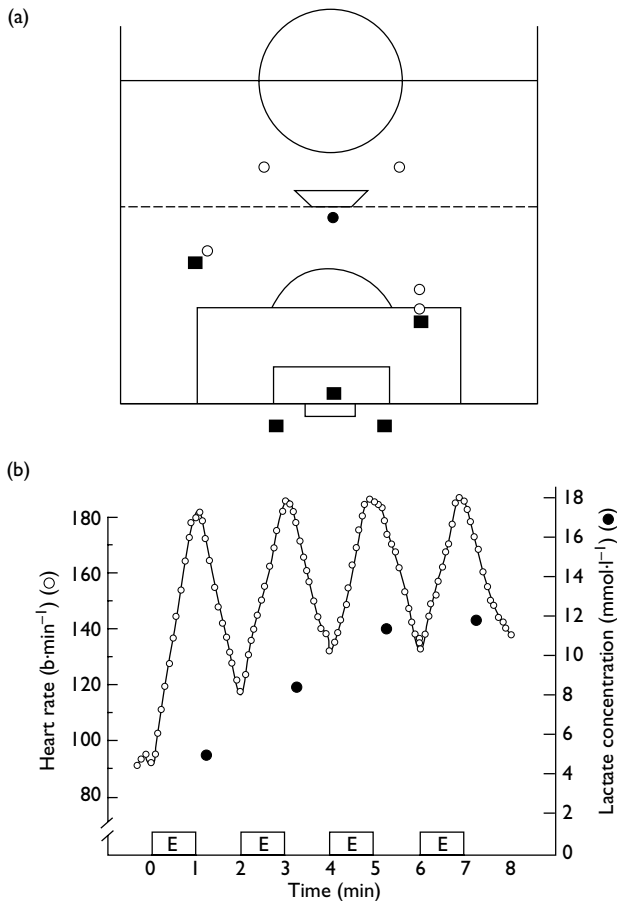 (a)
(b)
Heart rate (b·min⁻¹) (○)
180
160
140
120
100
80
18
16
14
12
10
8
6
4
2
0
Lactate concentration (mmol·l⁻¹) (●)
E E E E
0 1 2 3 4 5 6 7 8
Time (min)